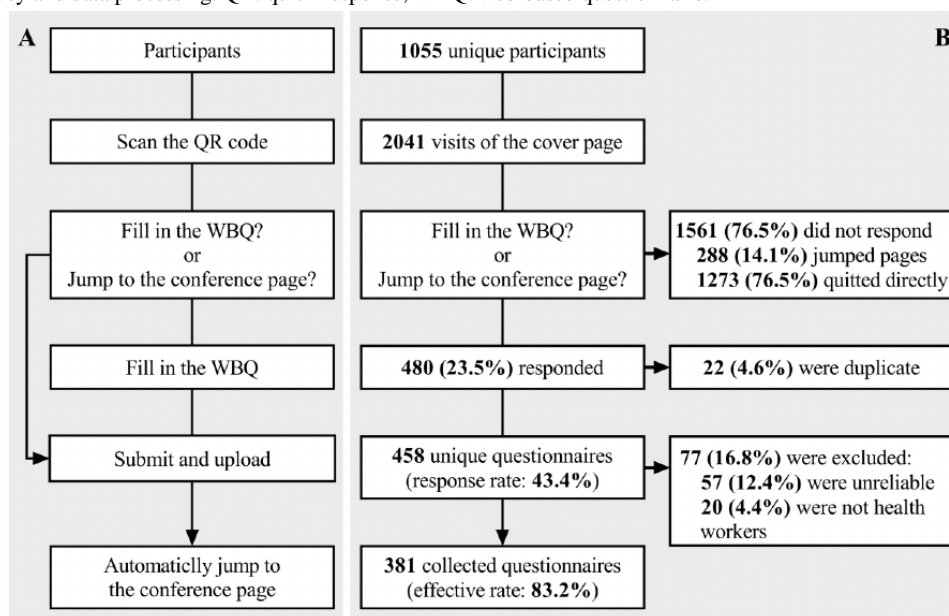 A
Participants
Scan the QR code
Fill in the WBQ?
or
Jump to the conference page?
Fill in the WBQ
Submit and upload
Automaticlly jump to
the conference page
B
1055 unique participants
2041 visits of the cover page
Fill in the WBQ?
or
Jump to the conference page?
1561 (76.5%) did not respond
288 (14.1%) jumped pages
1273 (76.5%) quitted directly
480 (23.5%) responded
22 (4.6%) were duplicate
458 unique questionnaires
(response rate: 43.4%)
77 (16.8%) were excluded:
57 (12.4%) were unreliable
20 (4.4%) were not health
workers
381 collected questionnaires
(effective rate: 83.2%)